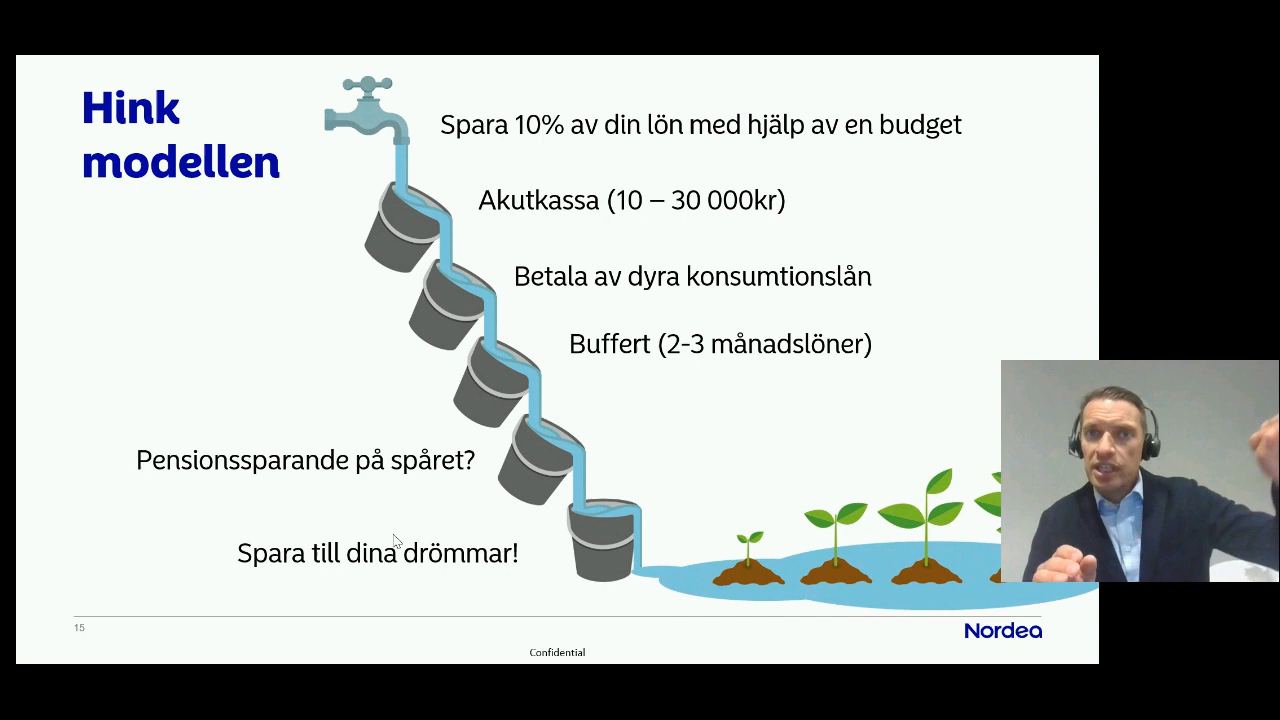 Hink
modellen
Spara 10% av din lön med hjälp av en budget
Akutkassa (10 – 30 000kr)
Betala av dyra konsumtionslån
Buffert (2-3 månadslöner)
Pensionssparande på spåret?
Spara till dina drömmar!
15
Nordea
Confidential